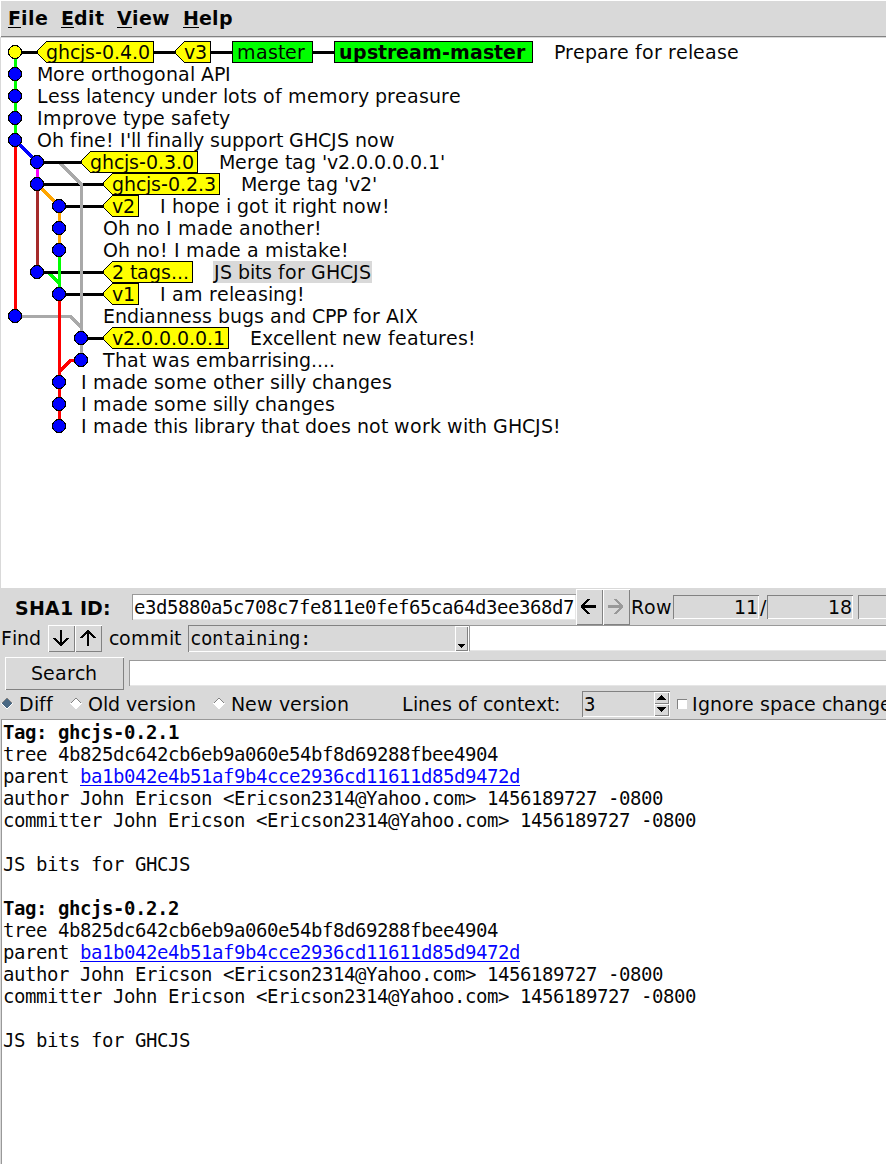 File Edit View Help
ghcjs-0.4.0 v3 master upstream-master Prepare for release
More orthogonal API
Less latency under lots of memory preasure
Improve type safety
Oh fine! I'll finally support GHCJS now
ghcjs-0.3.0 Merge tag 'v2.0.0.0.0.1'
ghcjs-0.2.3 Merge tag 'v2'
v2 I hope i got it right now!
Oh no I made another!
Oh no! I made a mistake!
2 tags... JS bits for GHCJS
v1 I am releasing!
Endianness bugs and CPP for AIX
v2.0.0.0.0.1 Excellent new features!
That was embarrising....
I made some other silly changes
I made some silly changes
I made this library that does not work with GHCJS!
SHA1 ID: e3d5880a5c708c7fe811e0fef65ca64d3ee368d7 ← → Row 11 / 18
Find ↓ ↑ commit containing:
Search
Diff Old version New version Lines of context: 3 Ignore space change
Tag: ghcjs-0.2.1
tree 4b825dc642cb6eb9a060e54bf8d69288fbee4904
parent ba1b042e4b51af9b4cce2936cd11611d85d9472d
author John Ericson <Ericson2314@Yahoo.com> 1456189727 -0800
committer John Ericson <Ericson2314@Yahoo.com> 1456189727 -0800
JS bits for GHCJS
Tag: ghcjs-0.2.2
tree 4b825dc642cb6eb9a060e54bf8d69288fbee4904
parent ba1b042e4b51af9b4cce2936cd11611d85d9472d
author John Ericson <Ericson2314@Yahoo.com> 1456189727 -0800
committer John Ericson <Ericson2314@Yahoo.com> 1456189727 -0800
JS bits for GHCJS